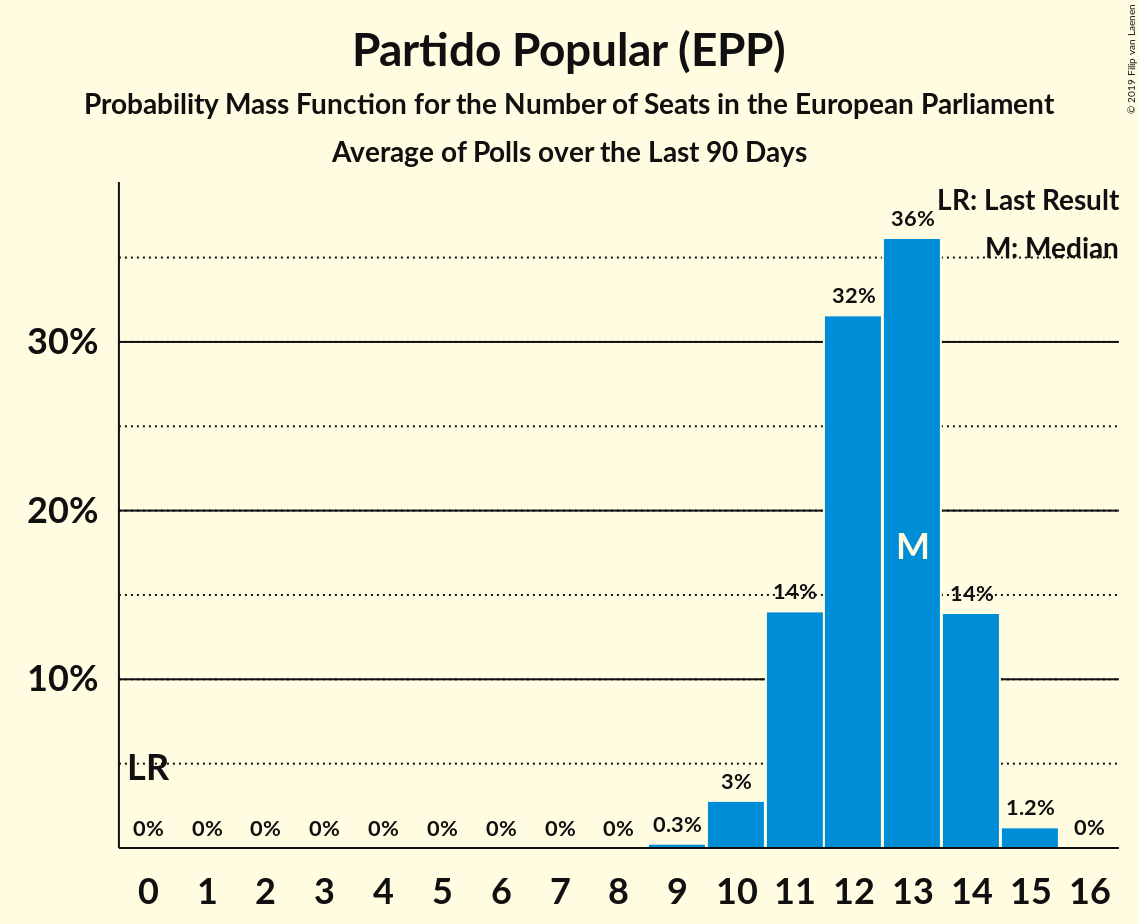 Partido Popular (EPP)
Probability Mass Function for the Number of Seats in the European Parliament
Average of Polls over the Last 90 Days
© 2019 Filip van Laenen
LR: Last Result
M: Median
36%
32%
30%
20%
M
14%
14%
10%
LR
3%
1.2%
0% 0% 0% 0% 0% 0% 0% 0% 0% 0.3% 0%
0 1 2 3 4 5 6 7 8 9 10 11 12 13 14 15 16